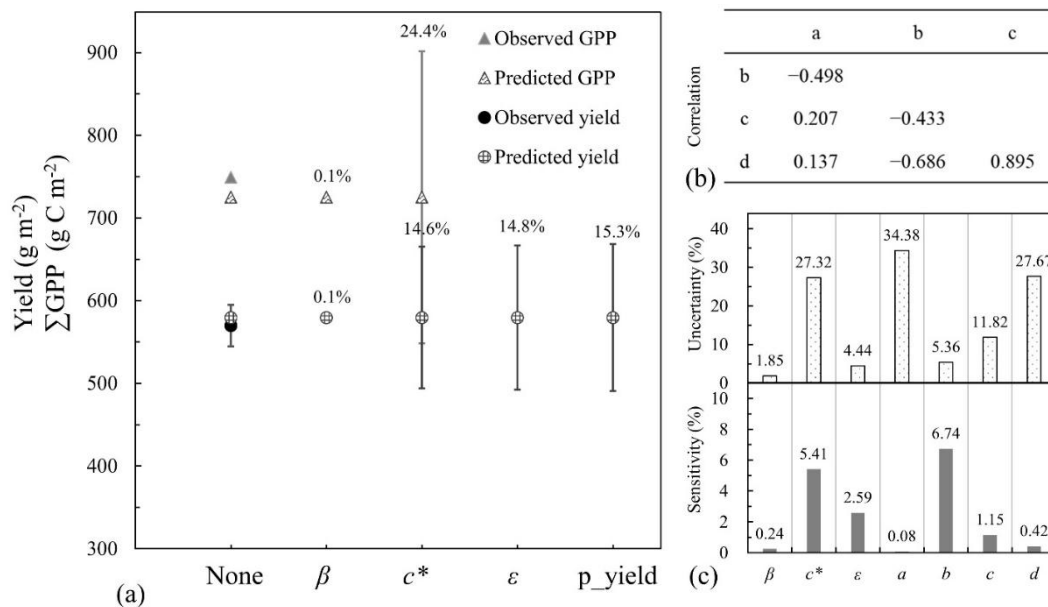 Yield (g m⁻²)
∑GPP (g C m⁻²)
900
800
700
600
500
400
300
24.4%
Observed GPP
Predicted GPP
Observed yield
Predicted yield
0.1%
14.6%
14.8%
15.3%
0.1%
None β c* ε p_yield
(a)
a b c
Correlation
b −0.498
c 0.207 −0.433
d 0.137 −0.686 0.895
(b)
Uncertainty (%)
40
30
20
10
0
1.85 27.32 4.44 34.38 5.36 11.82 27.67
Sensitivity (%)
10
8
6
4
2
0
0.24 5.41 2.59 0.08 6.74 1.15 0.42
β c* ε a b c d
(c)